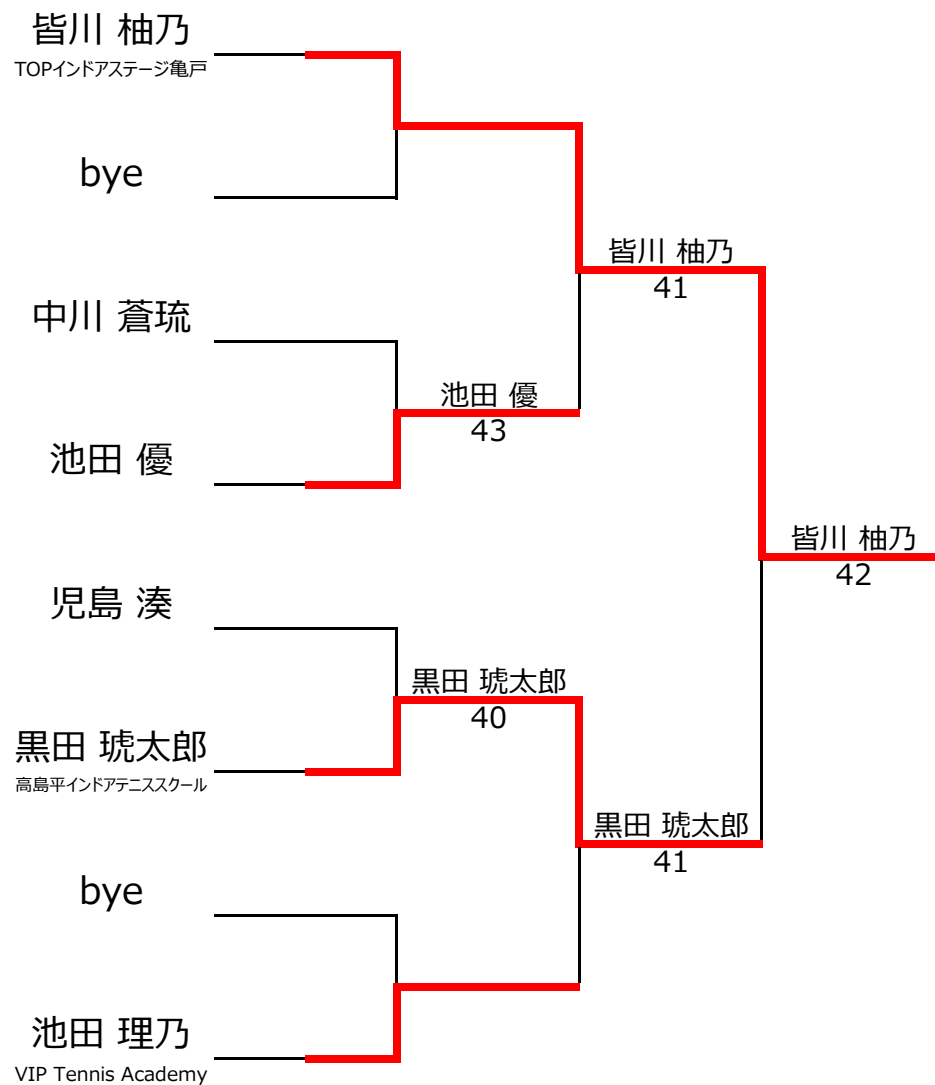 皆川 柚乃
TOPインドアステージ亀戸
bye
皆川 柚乃
41
中川 蒼琉
池田 優
43
池田 優
皆川 柚乃
42
児島 湊
黒田 琥太郎
40
黒田 琥太郎
高島平インドアテニススクール
黒田 琥太郎
41
bye
池田 理乃
VIP Tennis Academy